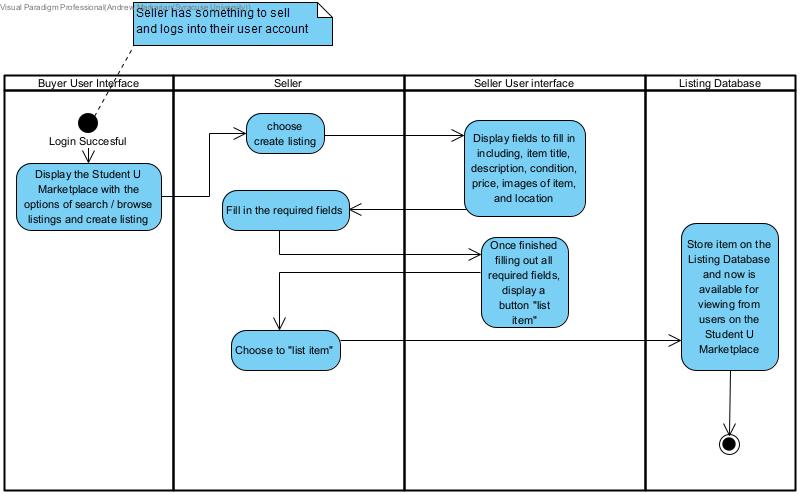 Visual Paradigm Professional(Andrew
Seller has something to sell
and logs into their user account
Buyer User Interface
Seller
Seller User interface
Listing Database
Login Succesful
Display the Student U
Marketplace with the
options of search / browse
listings and create listing
choose
create listing
Display fields to fill in
including, item title,
description, condition,
price, images of item,
and location
Fill in the required fields
Once finished
filling out all
required fields,
display a
button "list
item"
Choose to "list item"
Store item on the
Listing Database
and now is
available for
viewing from
users on the
Student U
Marketplace